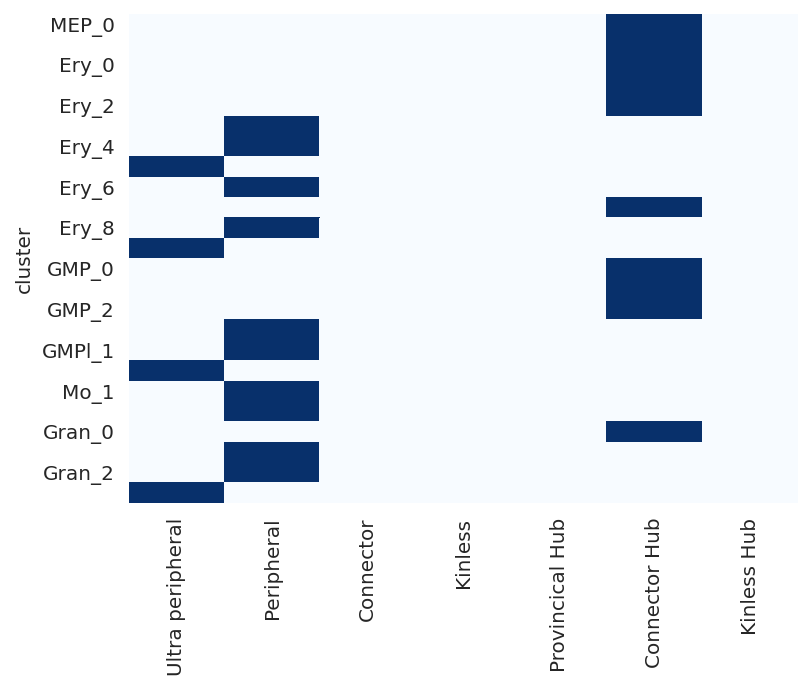 MEP_0
Ery_0
Ery_2
Ery_4
Ery_6
Ery_8
GMP_0
GMP_2
GMPl_1
Mo_1
Gran_0
Gran_2
cluster
Ultra peripheral
Peripheral
Connector
Kinless
Provincical Hub
Connector Hub
Kinless Hub